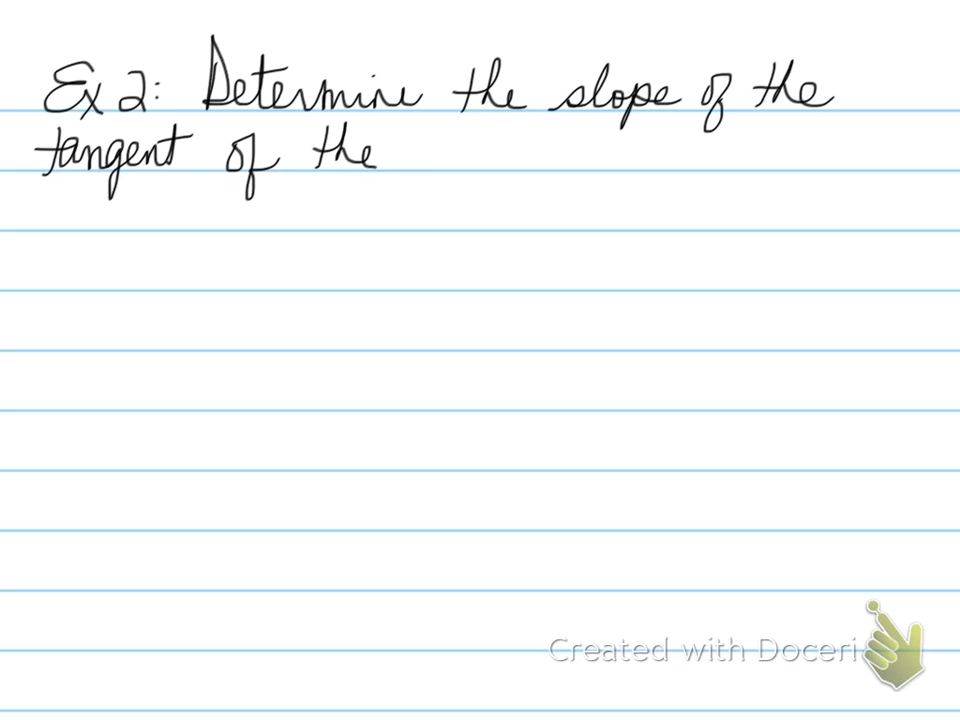 Ex 2: Determine the slope of the
tangent of the
Created with Doceri